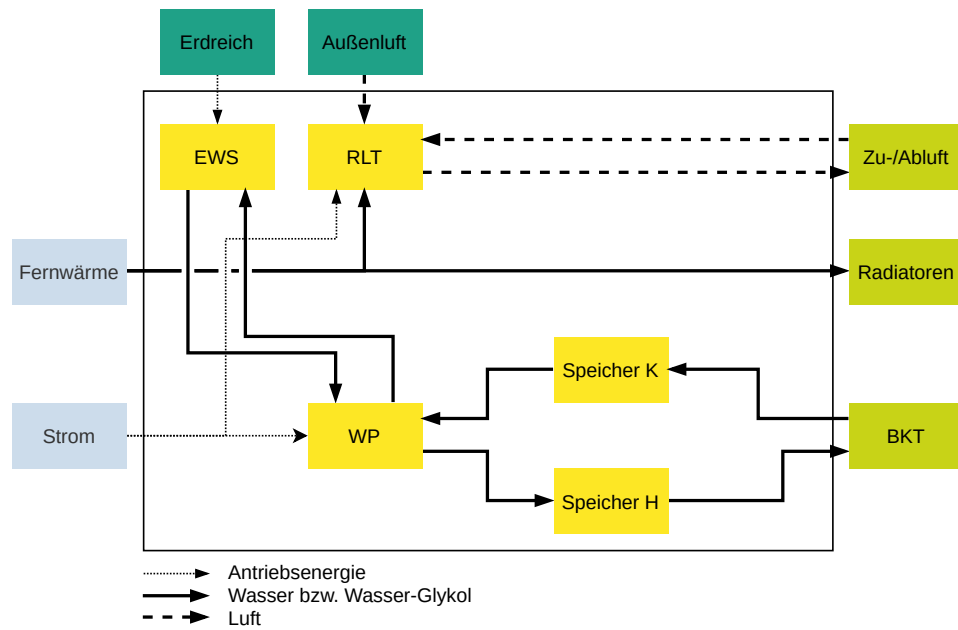 Erdreich
Außenluft
EWS
RLT
Zu-/Abluft
Fernwärme
Radiatoren
Speicher K
Strom
WP
BKT
Speicher H
Antriebsenergie
Wasser bzw. Wasser-Glykol
Luft